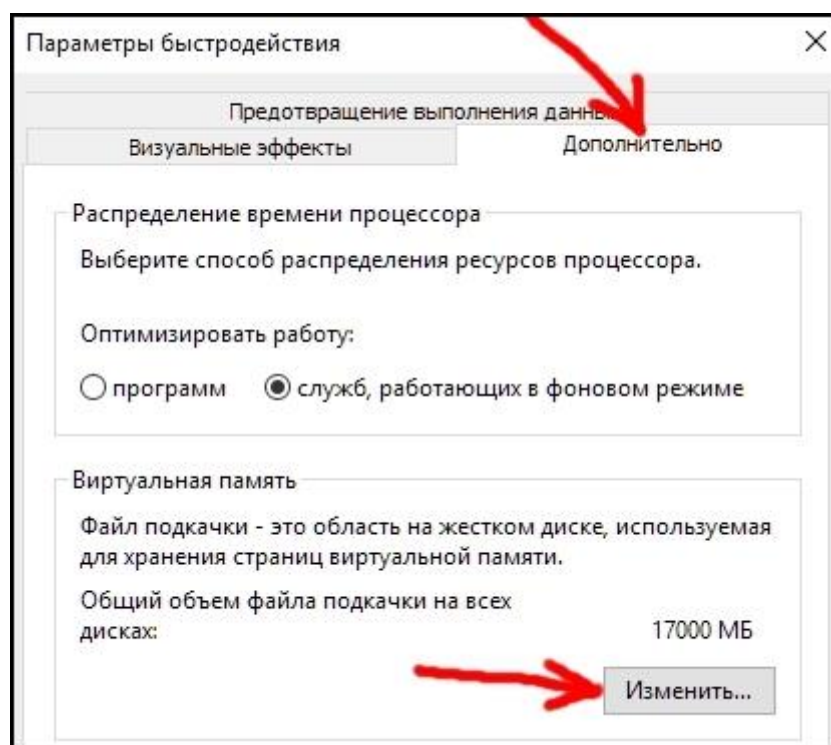 Параметры быстродействия
Предотвращение выполнения
Визуальные эффекты
Дополнительно
Распределение времени процессора
Выберите способ распределения ресурсов процессора.
Оптимизировать работу:
программ
служб, работающих в фоновом режиме
Виртуальная память
Файл подкачки - это область на жестком диске, используемая
для хранения страниц виртуальной памяти.
Общий объем файла подкачки на всех
дисках:
17000 МБ
Изменить...